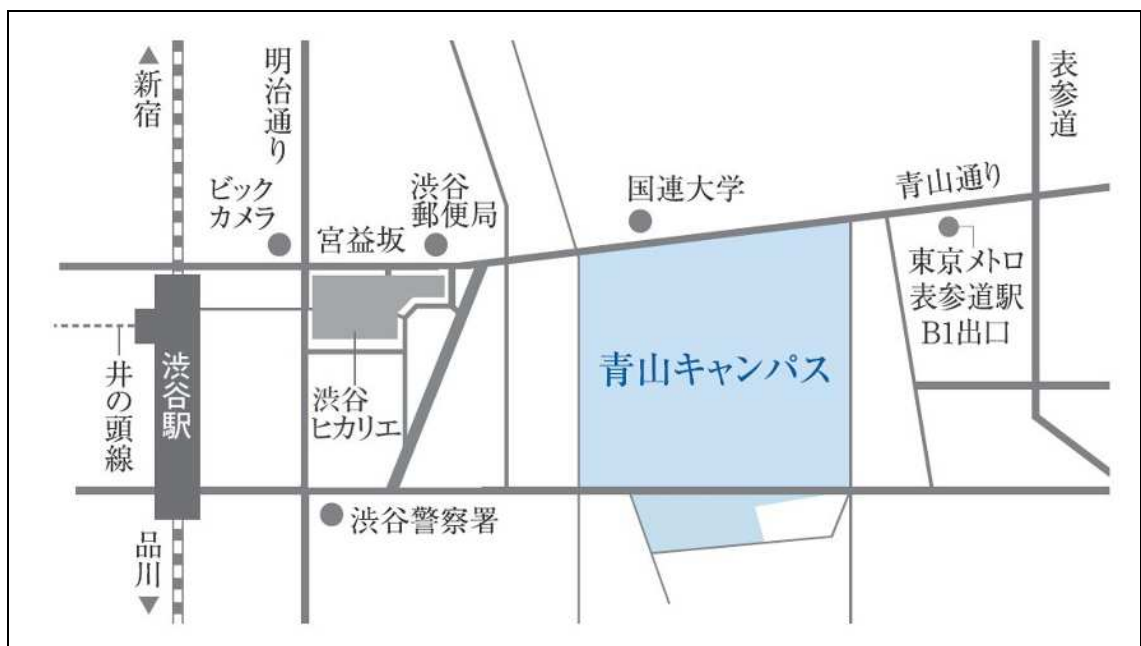 ▲新宿
明治通り
表参道
ビック
カメラ
宮益坂
渋谷
郵便局
国連大学
青山通り
東京メトロ
表参道駅
B1出口
井の頭線
渋谷駅
渋谷
ヒカリエ
青山キャンパス
渋谷警察署
品川▼